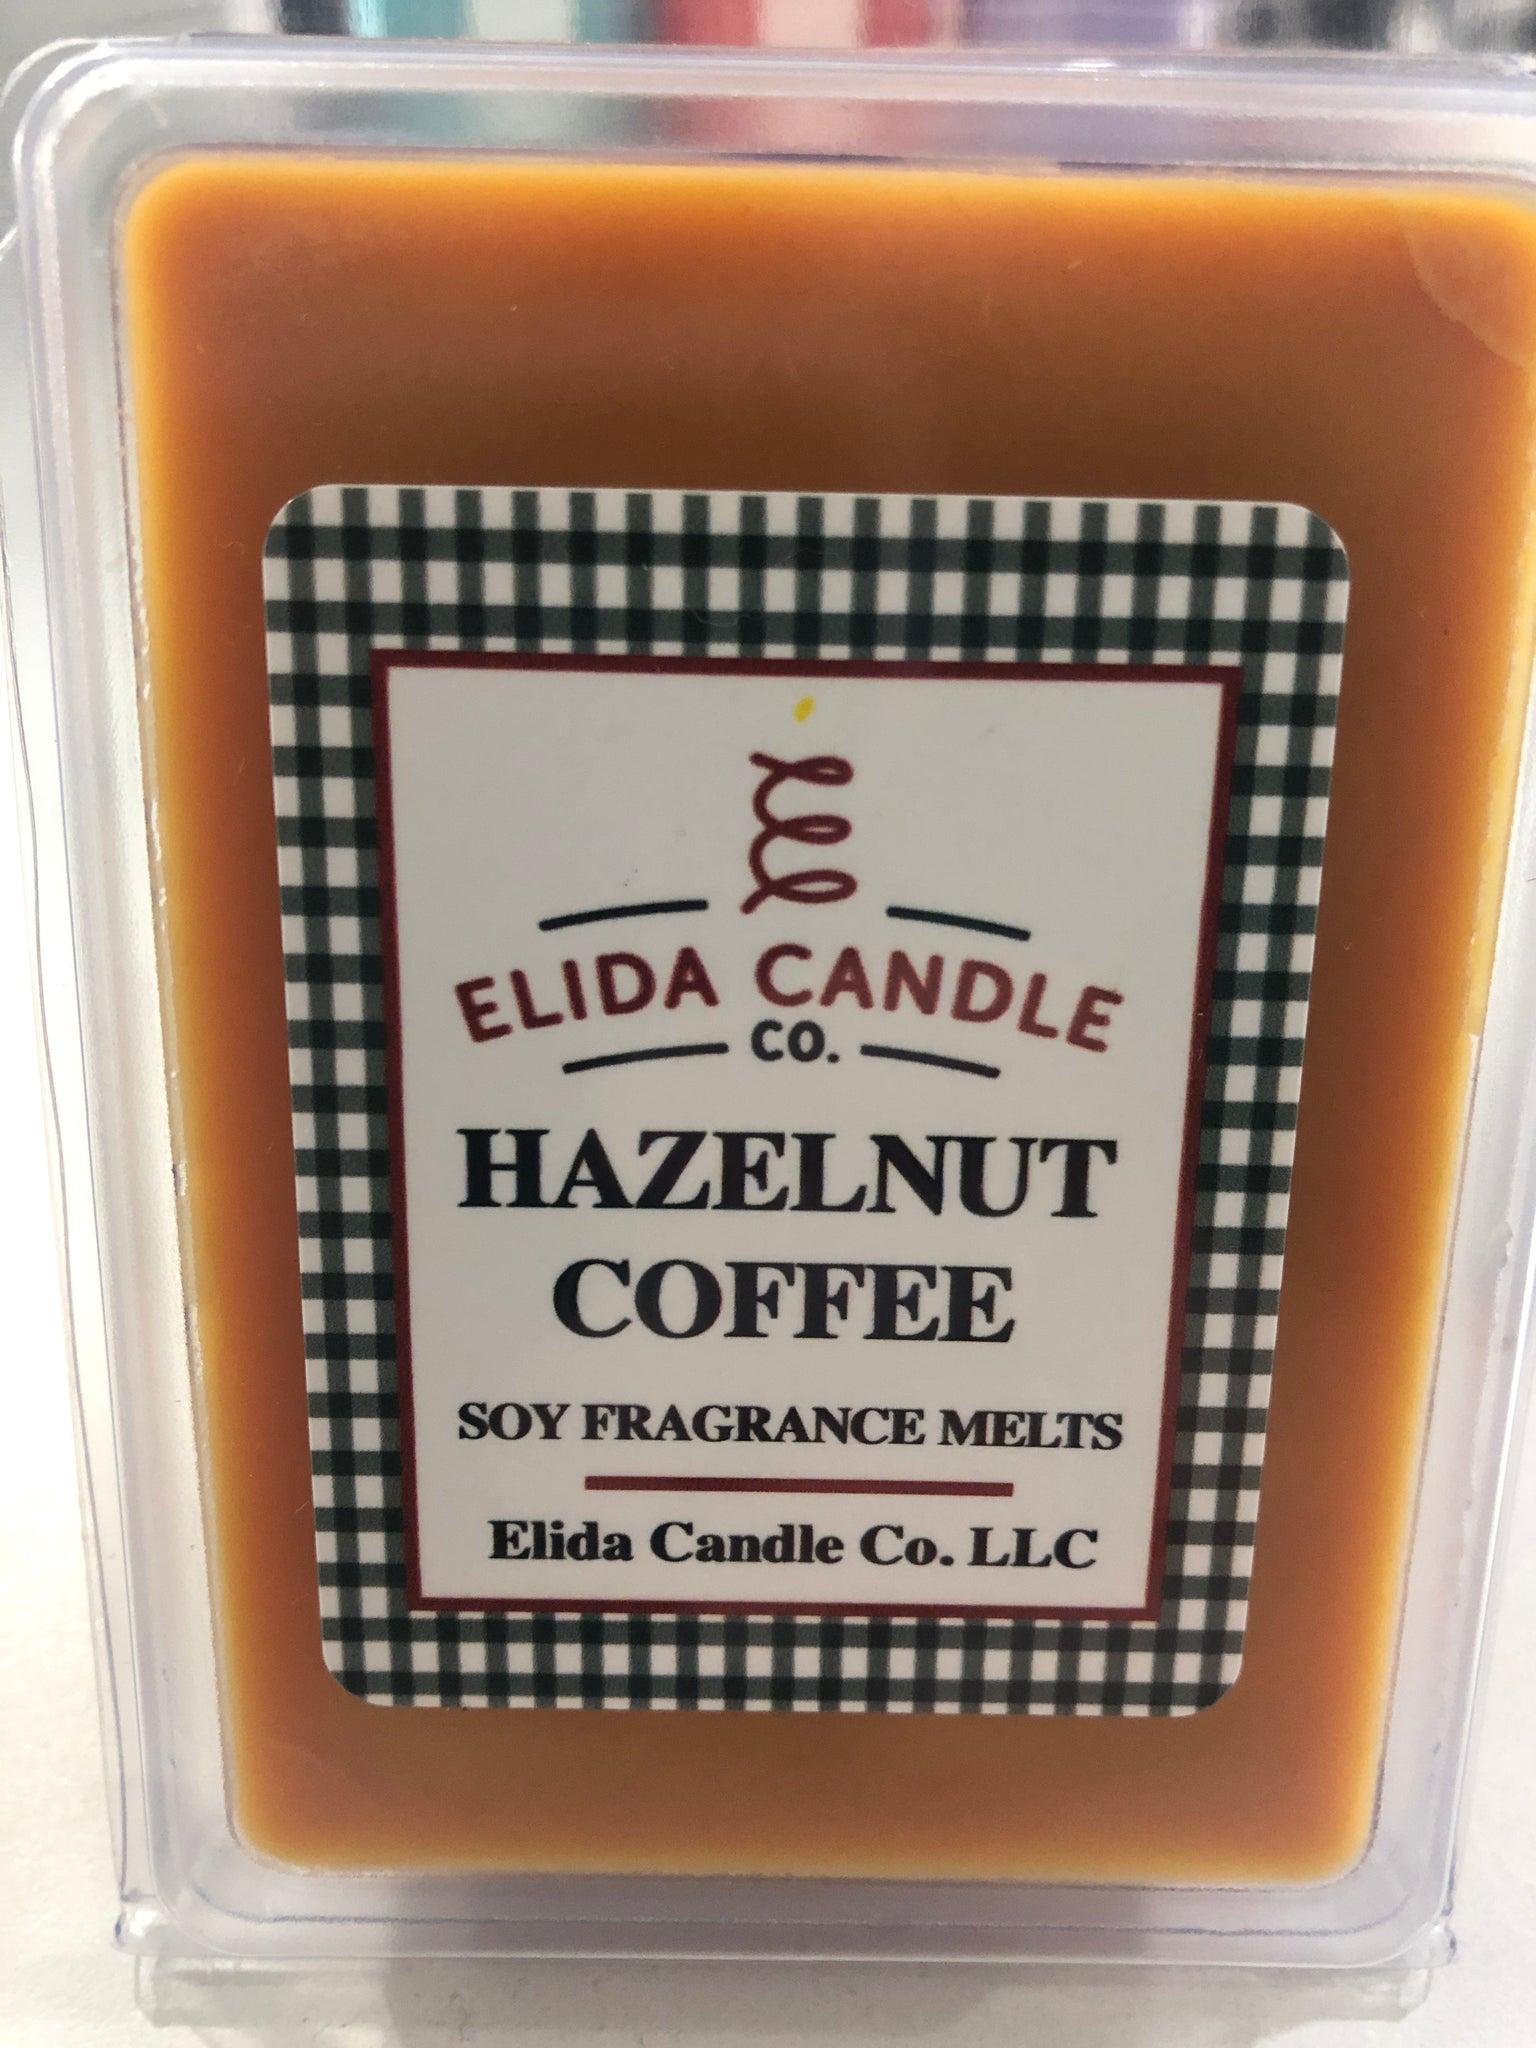 ELIDA CANDLE
CO.
HAZELNUT
COFFEE
SOY FRAGRANCE MELTS
Elida Candle Co. LLC